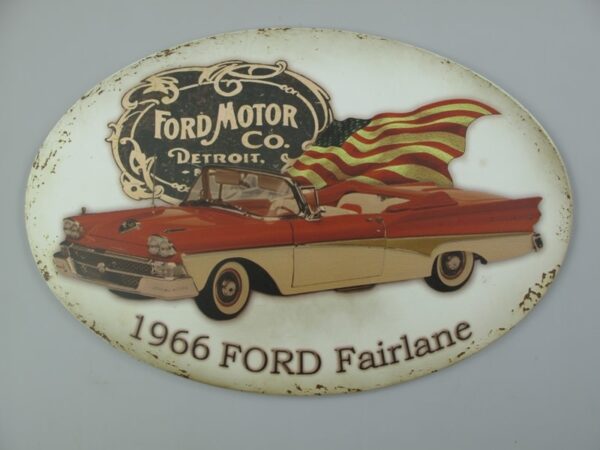 FORD MOTOR
CO.
DETROIT,
1966 FORD Fairlane